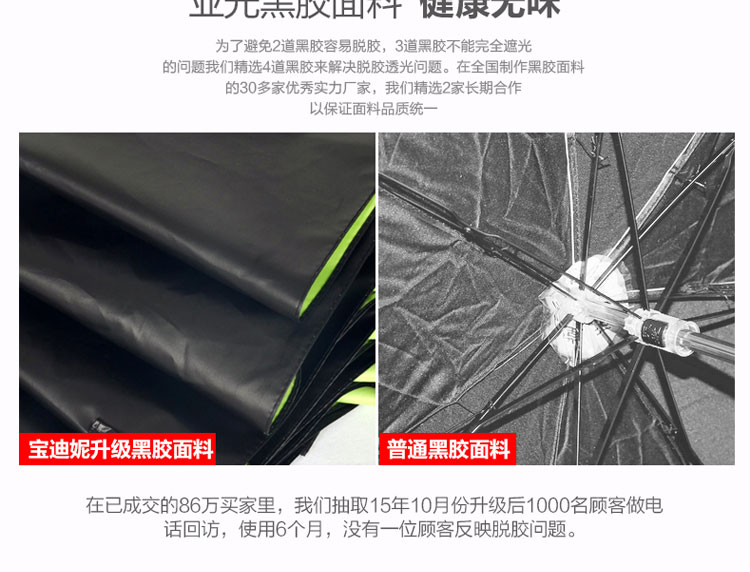 亚光黑胶面料 健康无味
为了避免2道黑胶容易脱胶，3道黑胶不能完全遮光
的问题我们精选4道黑胶来解决脱胶透光问题。在全国制作黑胶面料
的30多家优秀实力厂家，我们精选2家长期合作
以保证面料品质统一
宝迪妮升级黑胶面料
普通黑胶面料
在已成交的86万买家里，我们抽取15年10月份升级后1000名顾客做电
话回访，使用6个月，没有一位顾客反映脱胶问题。